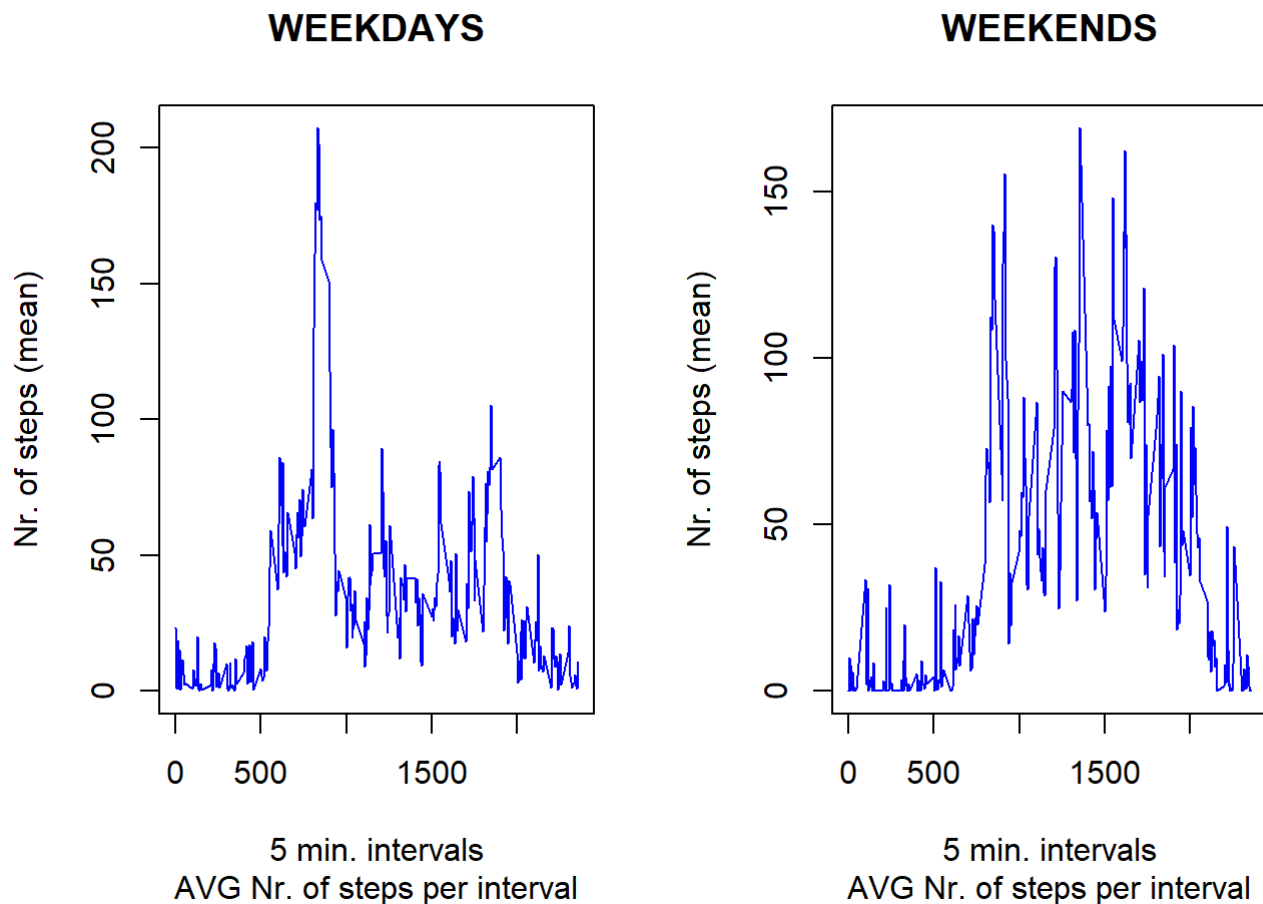 WEEKDAYS
Nr. of steps (mean)
200
150
100
50
0
0 500 1500
5 min. intervals
AVG Nr. of steps per interval
WEEKENDS
Nr. of steps (mean)
150
100
50
0
0 500 1500
5 min. intervals
AVG Nr. of steps per interval